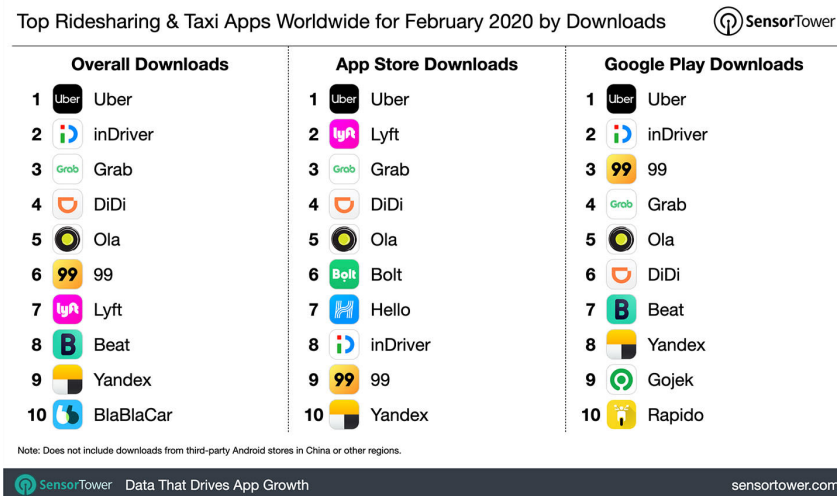 Top Ridesharing & Taxi Apps Worldwide for February 2020 by Downloads
SensorTower
Overall Downloads
1 Uber Uber
2 inDriver
3 Grab Grab
4 DiDi
5 Ola
6 99 99
7 lyft Lyft
8 B Beat
9 Yandex
10 BlaBlaCar
App Store Downloads
1 Uber Uber
2 lyft Lyft
3 Grab Grab
4 DiDi
5 Ola
6 Bolt Bolt
7 Hello
8 inDriver
9 99 99
10 Yandex
Google Play Downloads
1 Uber Uber
2 inDriver
3 99 99
4 Grab Grab
5 Ola
6 DiDi
7 B Beat
8 Yandex
9 Gojek
10 Rapido
Note: Does not include downloads from third-party Android stores in China or other regions.
SensorTower Data That Drives App Growth
sensortower.com